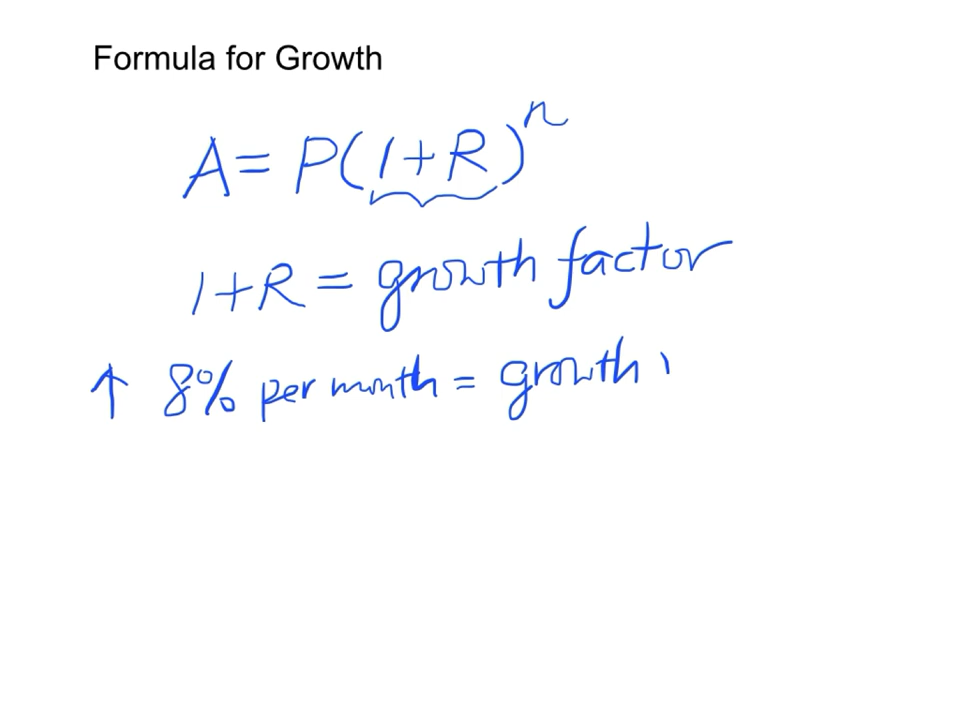 Formula for Growth
A = P(1+R)^n
1+R = growth factor
↑ 8% per month = growth